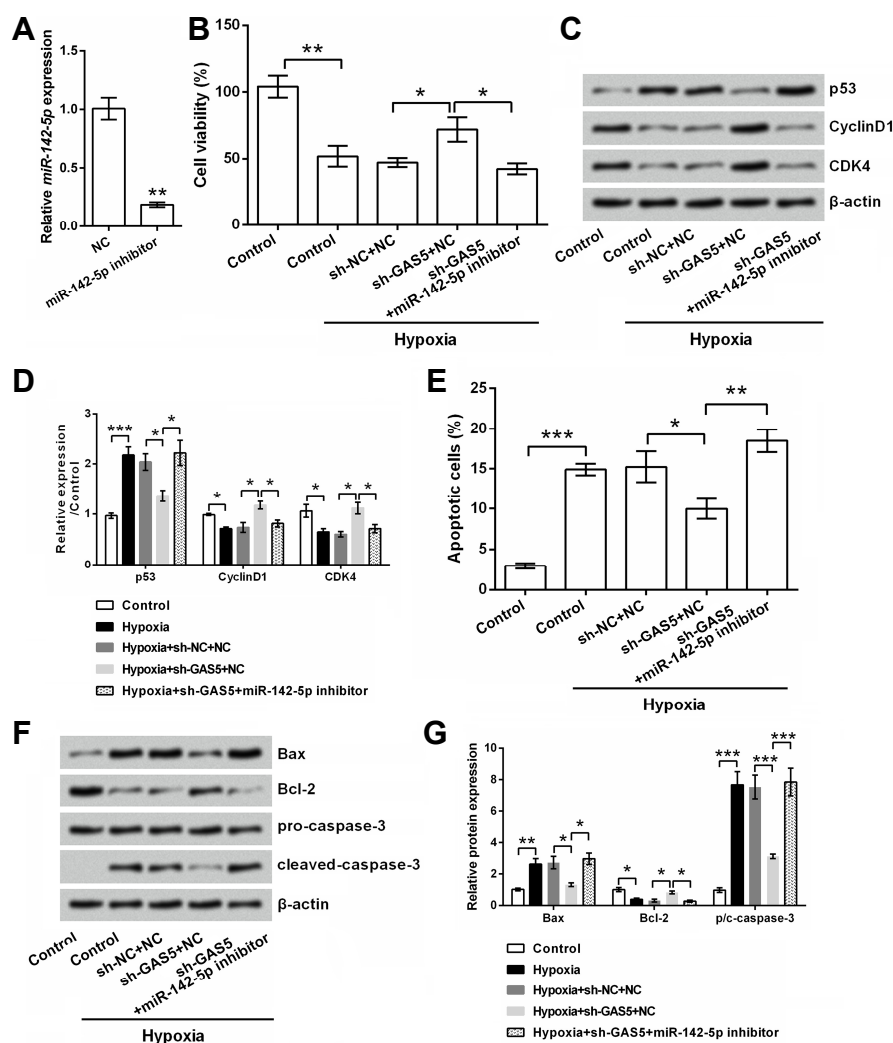 A
Relative miR-142-5p expression
1.5
1.0
0.5
0.0
**
NC
miR-142-5p inhibitor
B
Cell viability (%)
150
100
50
0
**
*
*
Control
Control
sh-NC+NC
sh-GAS5+NC
sh-GAS5
+miR-142-5p inhibitor
Hypoxia
C
p53
CyclinD1
CDK4
β-actin
Control
Control
sh-NC+NC
sh-GAS5+NC
sh-GAS5
+miR-142-5p inhibitor
Hypoxia
D
Relative expression
/Control
3
2
1
0
***
*
*
*
*
*
*
*
*
p53
CyclinD1
CDK4
Control
Hypoxia
Hypoxia+sh-NC+NC
Hypoxia+sh-GAS5+NC
Hypoxia+sh-GAS5+miR-142-5p inhibitor
E
Apoptotic cells (%)
25
20
15
10
5
0
***
*
**
Control
Control
sh-NC+NC
sh-GAS5+NC
sh-GAS5
+miR-142-5p inhibitor
Hypoxia
F
Bax
Bcl-2
pro-caspase-3
cleaved-caspase-3
β-actin
Control
Control
sh-NC+NC
sh-GAS5+NC
sh-GAS5
+miR-142-5p inhibitor
Hypoxia
G
Relative protein expression
10
8
6
4
2
0
**
*
*
*
*
*
***
***
***
Bax
Bcl-2
p/c-caspase-3
Control
Hypoxia
Hypoxia+sh-NC+NC
Hypoxia+sh-GAS5+NC
Hypoxia+sh-GAS5+miR-142-5p inhibitor